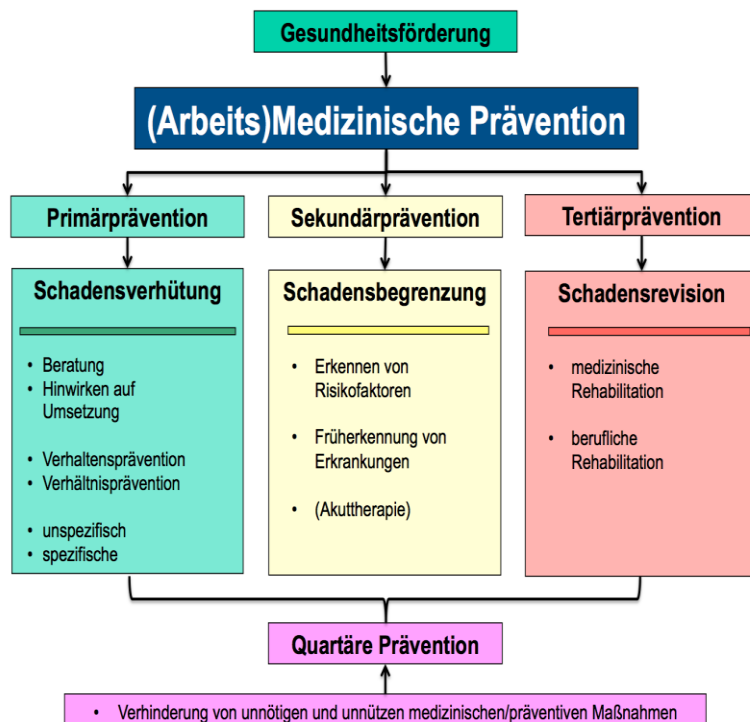 Gesundheitsförderung
(Arbeits)Medizinische Prävention
Primärprävention
Sekundärprävention
Tertiärprävention
Schadensverhütung
• Beratung
• Hinwirken auf
Umsetzung
• Verhaltensprävention
• Verhältnisprävention
• unspezifisch
• spezifische
Schadensbegrenzung
• Erkennen von
Risikofaktoren
• Früherkennung von
Erkrankungen
• (Akuttherapie)
Schadensrevision
• medizinische
Rehabilitation
• berufliche
Rehabilitation
Quartäre Prävention
• Verhinderung von unnötigen und unnützen medizinischen/präventiven Maßnahmen